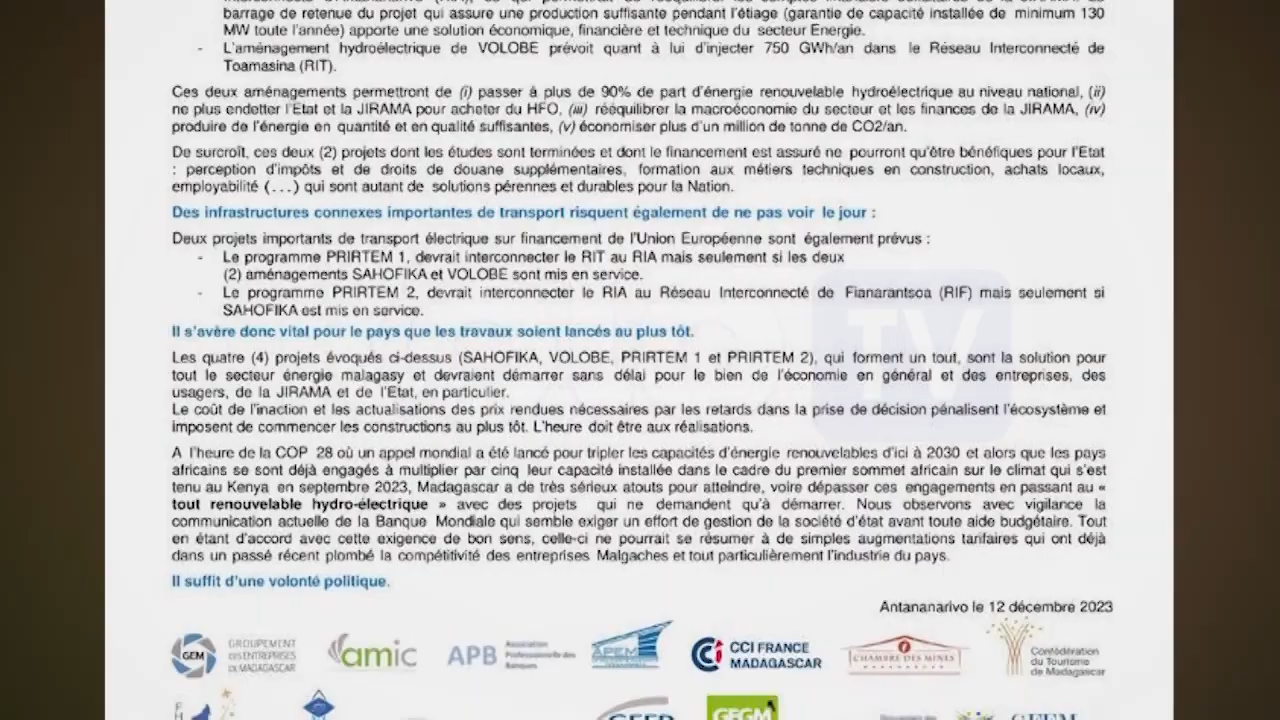 barrage de retenue du projet qui assure une production suffisante pendant l'étiage (garantie de capacité installée de minimum 130
MW toute l'année) apporte une solution économique, financière et technique du secteur Energie.
- L'aménagement hydroélectrique de VOLOBE prévoit quant à lui d'injecter 750 GWh/an dans le Réseau Interconnecté de
Toamasina (RIT).
Ces deux aménagements permettront de (i) passer à plus de 90% de part d'énergie renouvelable hydroélectrique au niveau national, (ii)
ne plus endetter l'Etat et la JIRAMA pour acheter du HFO, (iii) rééquilibrer la macroéconomie du secteur et les finances de la JIRAMA, (iv)
produire de l'énergie en quantité et en qualité suffisantes, (v) économiser plus d'un million de tonne de CO2/an.
De surcroît, ces deux (2) projets dont les études sont terminées et dont le financement est assuré ne pourront qu'être bénéfiques pour l'Etat
: perception d'impôts et de droits de douane supplémentaires, formation aux métiers techniques en construction, achats locaux,
employabilité (...) qui sont autant de solutions pérennes et durables pour la Nation.
Des infrastructures connexes importantes de transport risquent également de ne pas voir le jour :
Deux projets importants de transport électrique sur financement de l'Union Européenne sont également prévus :
- Le programme PRIRTEM 1, devrait interconnecter le RIT au RIA mais seulement si les deux
(2) aménagements SAHOFIKA et VOLOBE sont mis en service.
- Le programme PRIRTEM 2, devrait interconnecter le RIA au Réseau Interconnecté de Fianarantsoa (RIF) mais seulement si
SAHOFIKA est mis en service.
Il s'avère donc vital pour le pays que les travaux soient lancés au plus tôt.
Les quatre (4) projets évoqués ci-dessus (SAHOFIKA, VOLOBE, PRIRTEM 1 et PRIRTEM 2), qui forment un tout, sont la solution pour
tout le secteur énergie malagasy et devraient démarrer sans délai pour le bien de l'économie en général et des entreprises, des
usagers, de la JIRAMA et de l'Etat, en particulier.
Le coût de l'inaction et les actualisations des prix rendues nécessaires par les retards dans la prise de décision pénalisent l'écosystème et
imposent de commencer les constructions au plus tôt. L'heure doit être aux réalisations.
A l'heure de la COP 28 où un appel mondial a été lancé pour tripler les capacités d'énergie renouvelables d'ici à 2030 et alors que les pays
africains se sont déjà engagés à multiplier par cinq leur capacité installée dans le cadre du premier sommet africain sur le climat qui s'est
tenu au Kenya en septembre 2023, Madagascar a de très sérieux atouts pour atteindre, voire dépasser ces engagements en passant au «
tout renouvelable hydro-électrique » avec des projets qui ne demandent qu'à démarrer. Nous observons avec vigilance la
communication actuelle de la Banque Mondiale qui semble exiger un effort de gestion de la société d'état avant toute aide budgétaire. Tout
en étant d'accord avec cette exigence de bon sens, celle-ci ne pourrait se résumer à de simples augmentations tarifaires qui ont déjà
dans un passé récent plombé la compétitivité des entreprises Malgaches et tout particulièrement l'industrie du pays.
Il suffit d'une volonté politique.
Antananarivo le 12 décembre 2023
GEM GROUPEMENT DES ENTREPRISES DE MADAGASCAR
amic
APB Association Professionnelle des Banques
APEM
CCI FRANCE MADAGASCAR
CHAMBRE DES MINES
MADAGASCAR
Confédération du Tourisme de Madagascar
TV